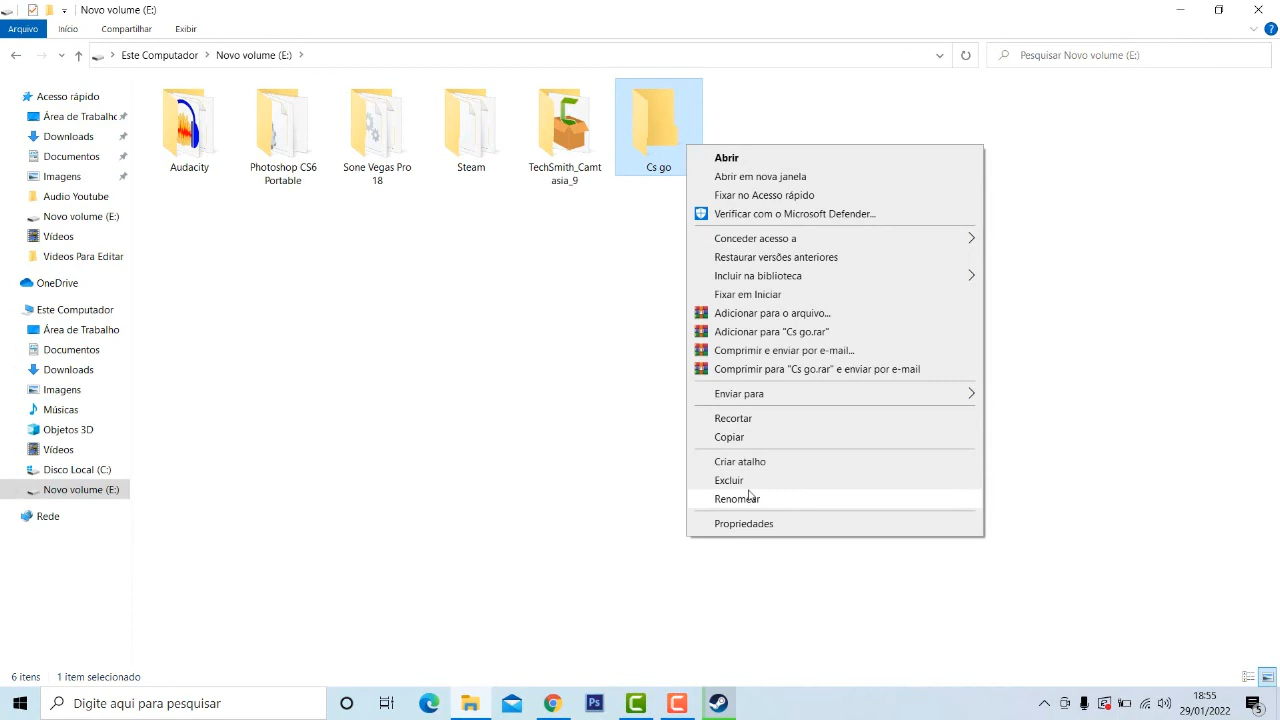 Novo volume (E:)
Arquivo Início Compartilhar Exibir
Este Computador Novo volume (E:)
Pesquisar Novo volume (E:)
Acesso rápido
Área de Trabalhc
Downloads
Documentos
Imagens
Audio Youtube
Novo volume (E:)
Vídeos
Videos Para Editar
OneDrive
Este Computador
Área de Trabalho
Documentos
Downloads
Imagens
Músicas
Objetos 3D
Vídeos
Disco Local (C:)
Novo volume (E:)
Rede
Audacity
Photoshop CS6
Portable
Sone Vegas Pro
18
Steam
TechSmith_Camt
asia_9
Cs go
Abrir
Abrir em nova janela
Fixar no Acesso rápido
Verificar com o Microsoft Defender...
Conceder acesso a
Restaurar versões anteriores
Incluir na biblioteca
Fixar em Iniciar
Adicionar para o arquivo...
Adicionar para "Cs go.rar"
Comprimir e enviar por e-mail...
Comprimir para "Cs go.rar" e enviar por e-mail
Enviar para
Recortar
Copiar
Criar atalho
Excluir
Renomear
Propriedades
6 itens 1 item selecionado
Digite aqui para pesquisar
Ps
18:55
29/01/2022
5